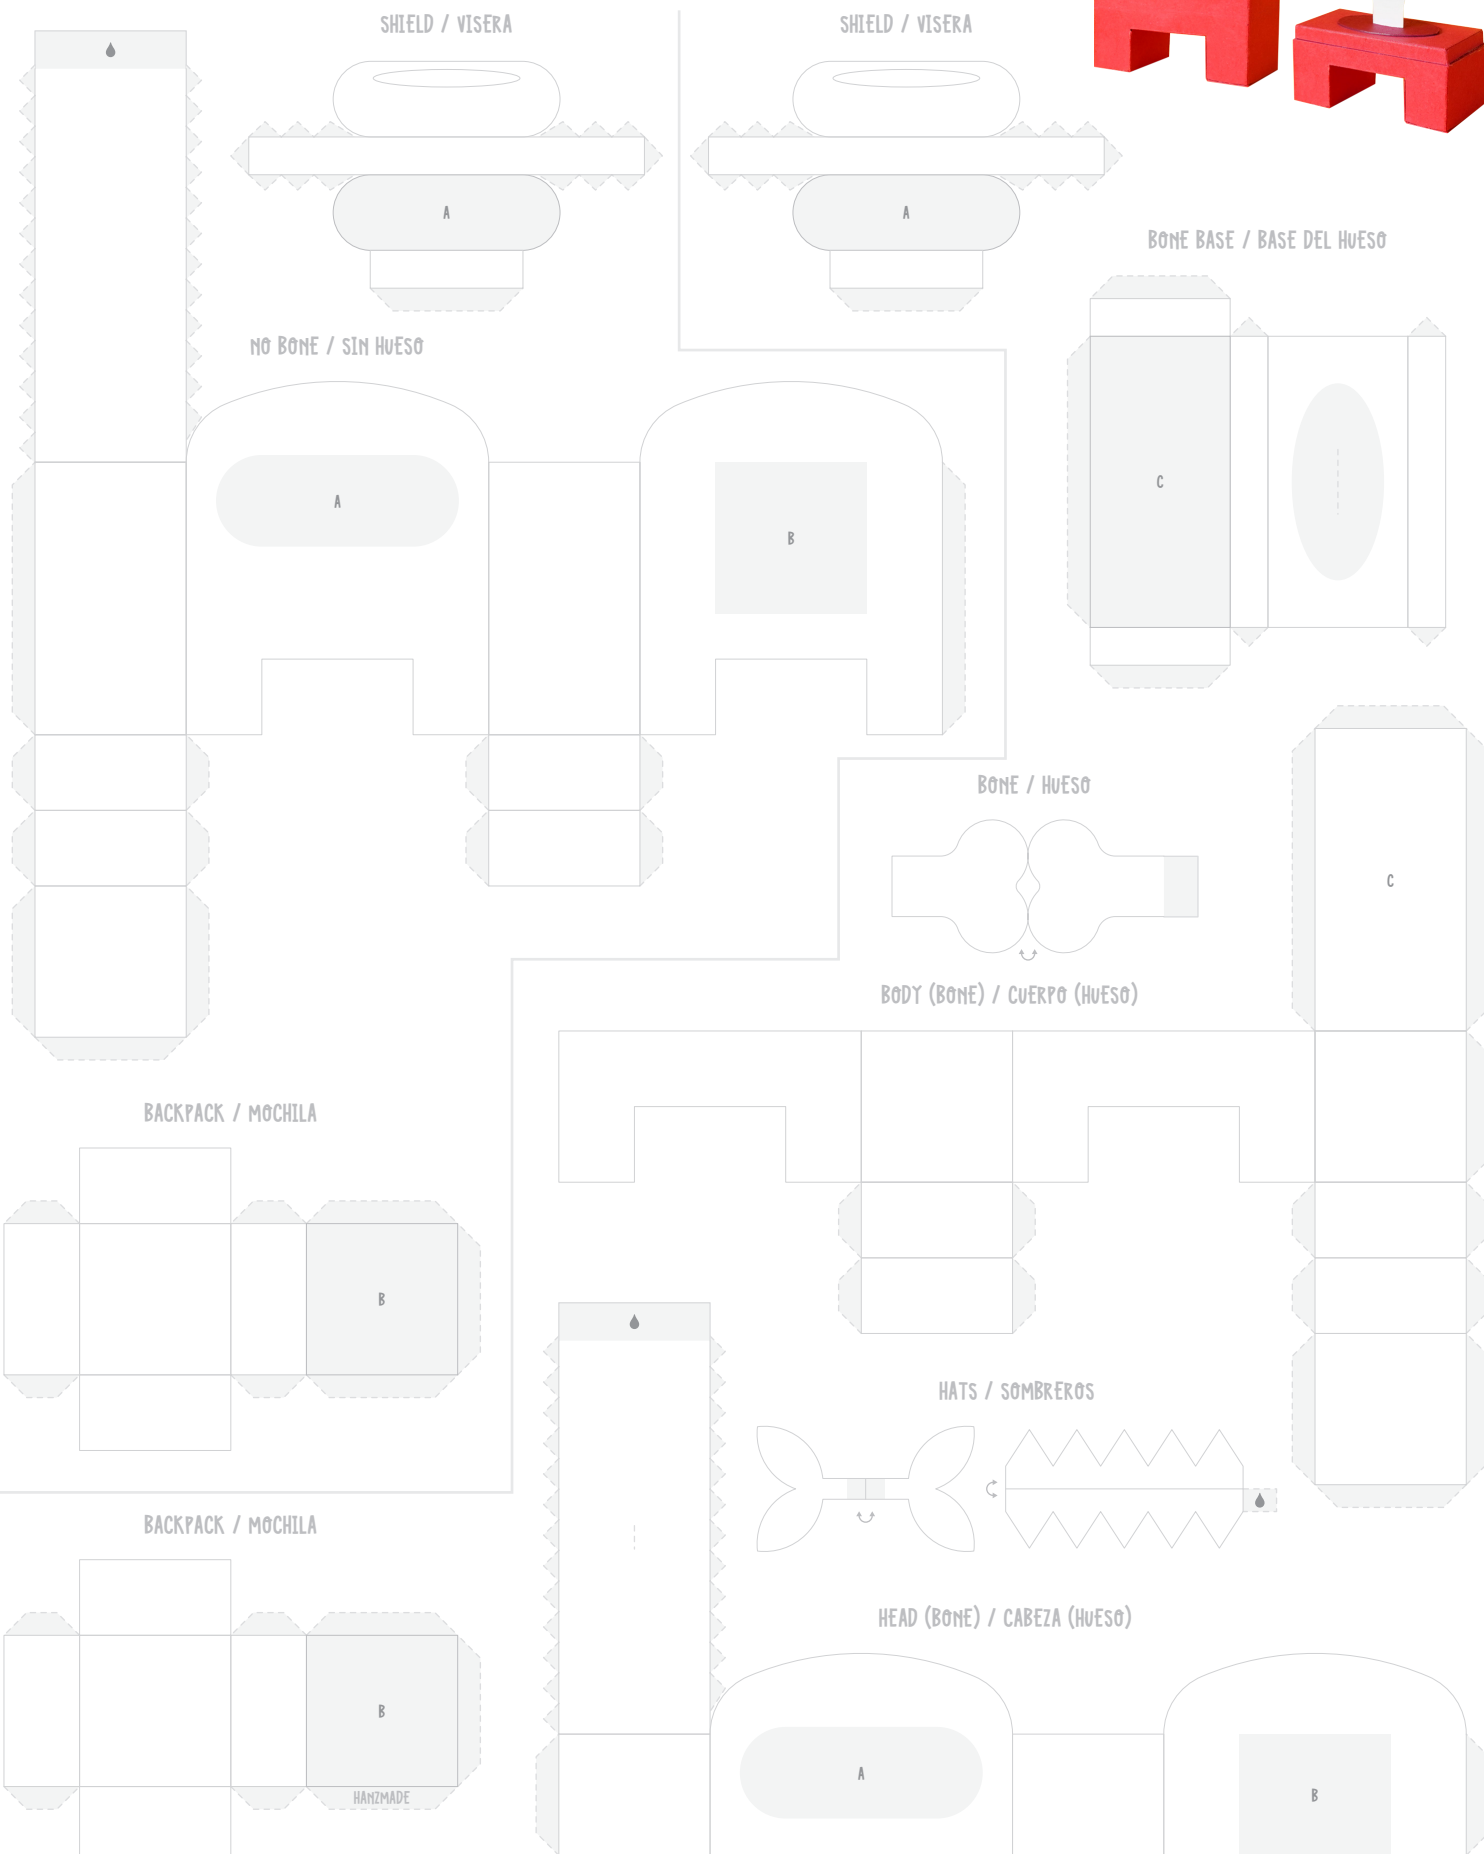 SHIELD / VISERA
SHIELD / VISERA
A
A
BONE BASE / BASE DEL HUESO
NO BONE / SIN HUESO
C
A
B
BONE / HUESO
C
BODY (BONE) / CUERPO (HUESO)
BACKPACK / MOCHILA
B
HATS / SOMBREROS
BACKPACK / MOCHILA
HEAD (BONE) / CABEZA (HUESO)
B
A
B
HANZMADE